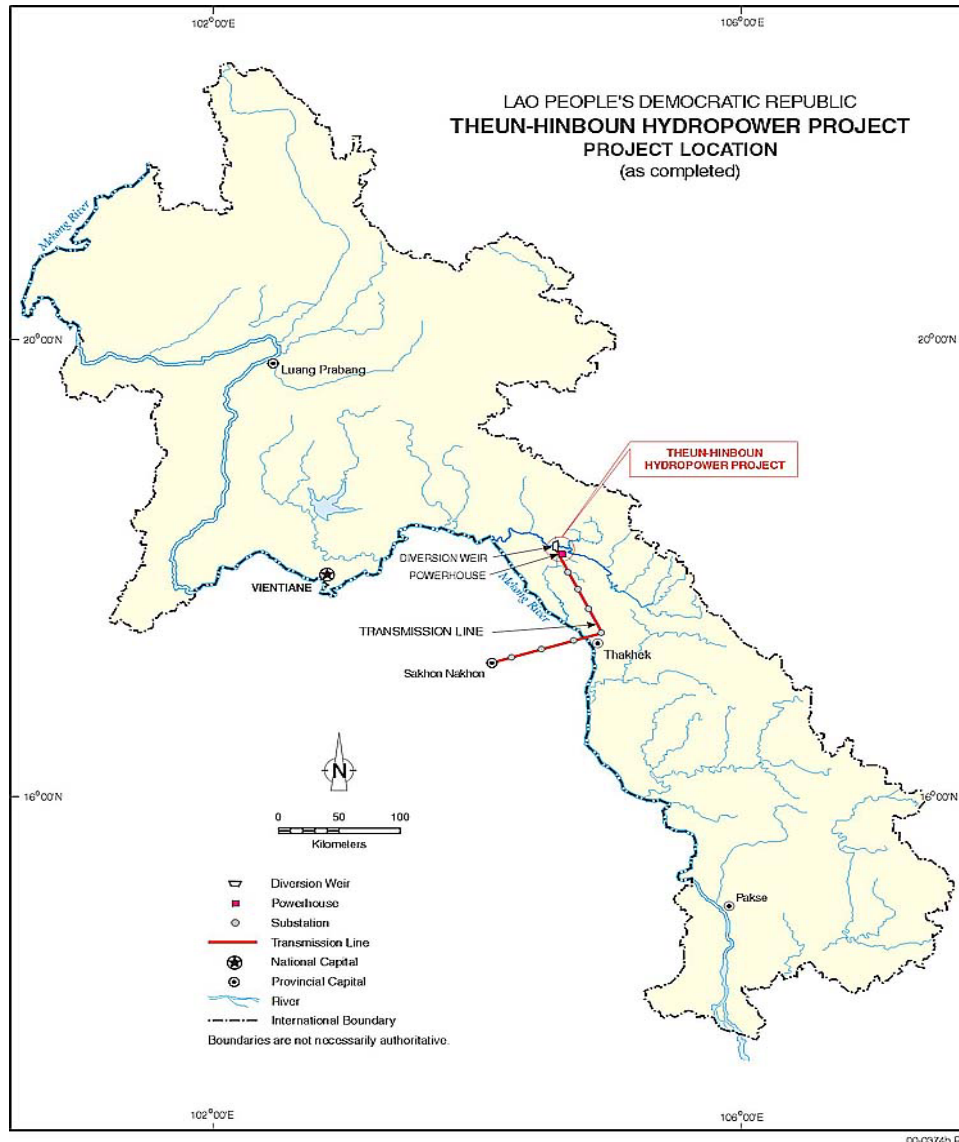 102°00'E
106°00'E
LAO PEOPLE'S DEMOCRATIC REPUBLIC
THEUN-HINBOUN HYDROPOWER PROJECT
PROJECT LOCATION
(as completed)
Mekong River
20°00'N
20°00'N
Luang Prabang
THEUN-HINBOUN
HYDROPOWER PROJECT
DIVERSION WEIR
POWERHOUSE
VIENTIANE
Mekong River
TRANSMISSION LINE
Thakhek
Sakhon Nakhon
N
16°00'N
16°00'N
0 50 100
Kilometers
Diversion Weir
Powerhouse
Substation
Transmission Line
National Capital
Provincial Capital
River
International Boundary
Boundaries are not necessarily authoritative.
Pakse
102°00'E
106°00'E